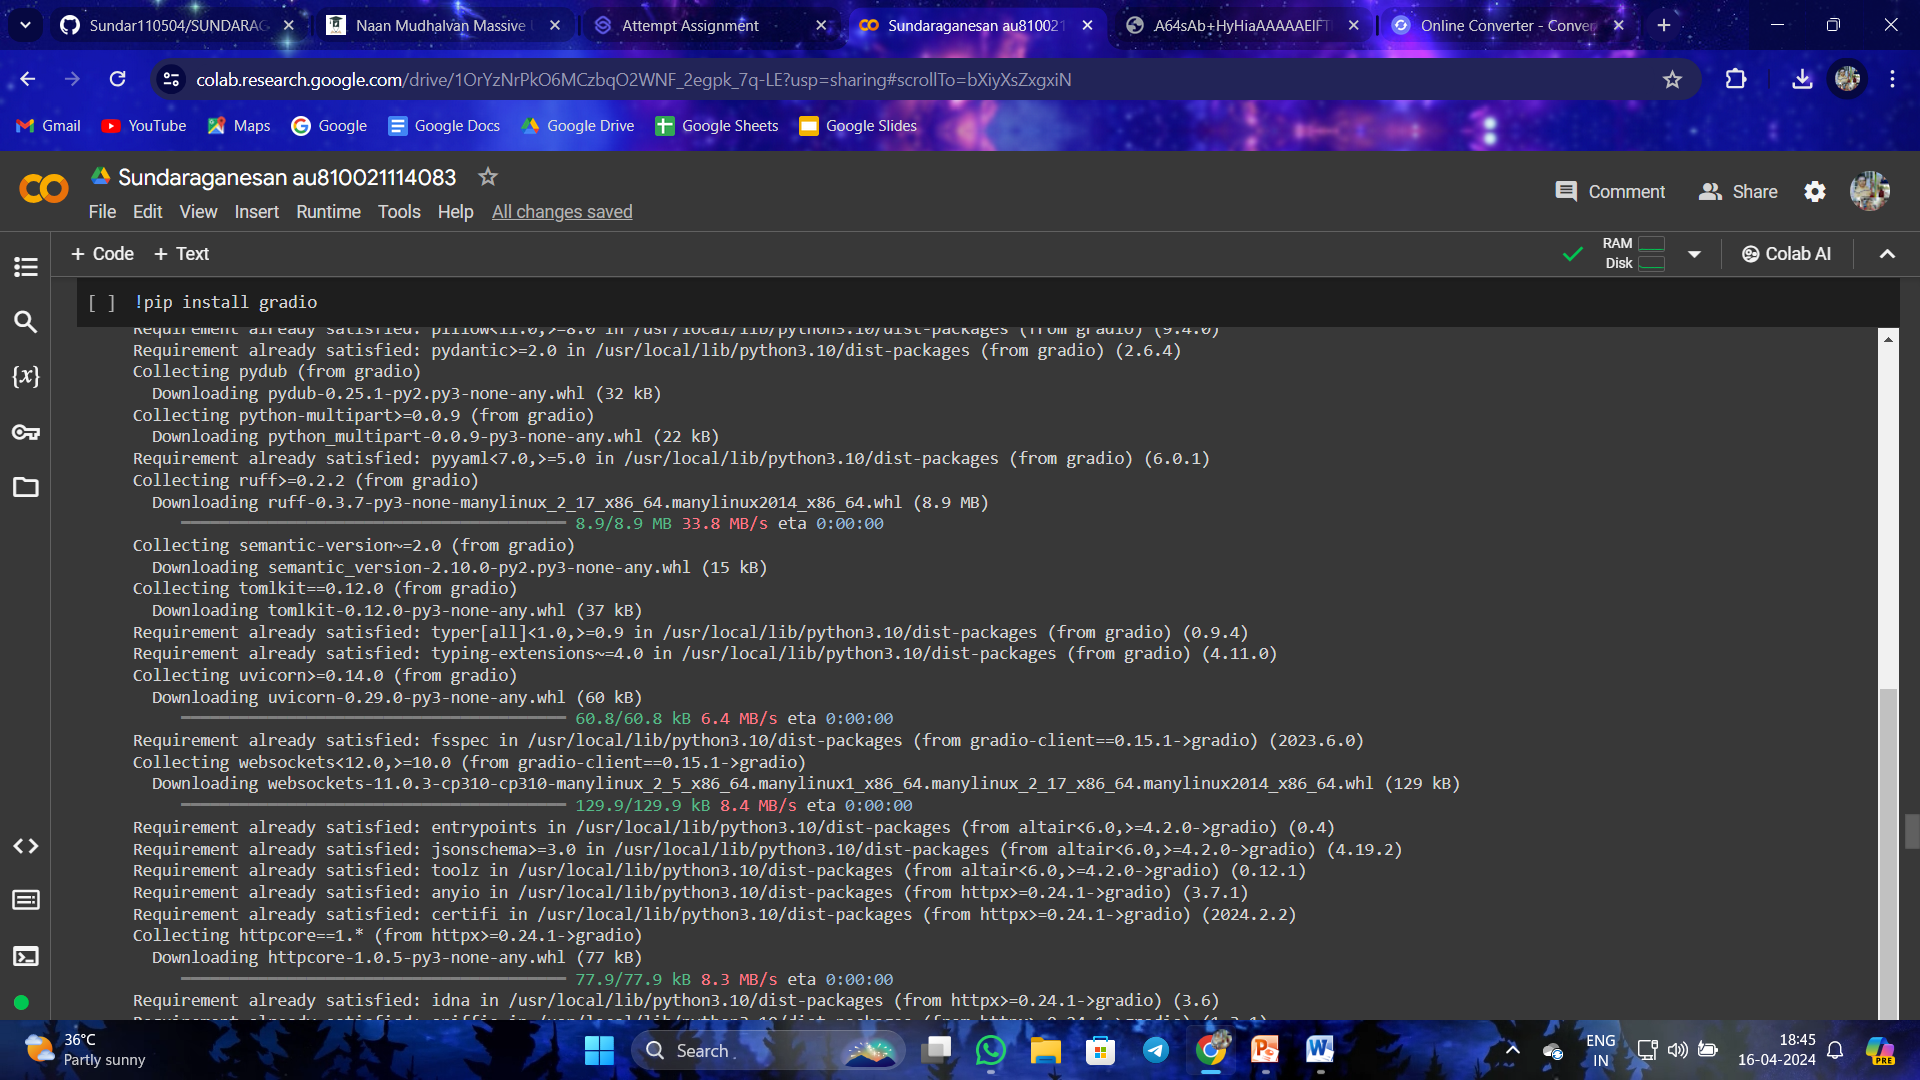 Sundar110504/SUNDARAG
Naan Mudhalvan Massive
Attempt Assignment
Sundaraganesan au810021
Online Converter - Conver
colab.research.google.com/drive/1OrYzNrPkO6MCzbqO2WNF_2egpk_7q-LE?usp=sharing#scrollTo=bXiyXsZxgxiN
Gmail YouTube Maps Google Google Docs Google Drive Google Sheets Google Slides
Sundaraganesan au810021114083
Comment Share
File Edit View Insert Runtime Tools Help All changes saved
+ Code + Text
RAM
Disk
Colab AI
[ ] !pip install gradio
Requirement already satisfied: pillow<11.0,>=8.0 in /usr/local/lib/python3.10/dist-packages (from gradio) (9.4.0)
Requirement already satisfied: pydantic>=2.0 in /usr/local/lib/python3.10/dist-packages (from gradio) (2.6.4)
Collecting pydub (from gradio)
Downloading pydub-0.25.1-py2.py3-none-any.whl (32 kB)
Collecting python-multipart>=0.0.9 (from gradio)
Downloading python_multipart-0.0.9-py3-none-any.whl (22 kB)
Requirement already satisfied: pyyaml<7.0,>=5.0 in /usr/local/lib/python3.10/dist-packages (from gradio) (6.0.1)
Collecting ruff>=0.2.2 (from gradio)
Downloading ruff-0.3.7-py3-none-manylinux_2_17_x86_64.manylinux2014_x86_64.whl (8.9 MB)
8.9/8.9 MB 33.8 MB/s eta 0:00:00
Collecting semantic-version~=2.0 (from gradio)
Downloading semantic_version-2.10.0-py2.py3-none-any.whl (15 kB)
Collecting tomlkit==0.12.0 (from gradio)
Downloading tomlkit-0.12.0-py3-none-any.whl (37 kB)
Requirement already satisfied: typer[all]<1.0,>=0.9 in /usr/local/lib/python3.10/dist-packages (from gradio) (0.9.4)
Requirement already satisfied: typing-extensions~=4.0 in /usr/local/lib/python3.10/dist-packages (from gradio) (4.11.0)
Collecting uvicorn>=0.14.0 (from gradio)
Downloading uvicorn-0.29.0-py3-none-any.whl (60 kB)
60.8/60.8 kB 6.4 MB/s eta 0:00:00
Requirement already satisfied: fsspec in /usr/local/lib/python3.10/dist-packages (from gradio-client==0.15.1->gradio) (2023.6.0)
Collecting websockets<12.0,>=10.0 (from gradio-client==0.15.1->gradio)
Downloading websockets-11.0.3-cp310-cp310-manylinux_2_5_x86_64.manylinux1_x86_64.manylinux_2_17_x86_64.manylinux2014_x86_64.whl (129 kB)
129.9/129.9 kB 8.4 MB/s eta 0:00:00
Requirement already satisfied: entrypoints in /usr/local/lib/python3.10/dist-packages (from altair<6.0,>=4.2.0->gradio) (0.4)
Requirement already satisfied: jsonschema>=3.0 in /usr/local/lib/python3.10/dist-packages (from altair<6.0,>=4.2.0->gradio) (4.19.2)
Requirement already satisfied: toolz in /usr/local/lib/python3.10/dist-packages (from altair<6.0,>=4.2.0->gradio) (0.12.1)
Requirement already satisfied: anyio in /usr/local/lib/python3.10/dist-packages (from httpx>=0.24.1->gradio) (3.7.1)
Requirement already satisfied: certifi in /usr/local/lib/python3.10/dist-packages (from httpx>=0.24.1->gradio) (2024.2.2)
Collecting httpcore==1.* (from httpx>=0.24.1->gradio)
Downloading httpcore-1.0.5-py3-none-any.whl (77 kB)
77.9/77.9 kB 8.3 MB/s eta 0:00:00
Requirement already satisfied: idna in /usr/local/lib/python3.10/dist-packages (from httpx>=0.24.1->gradio) (3.6)
36°C
Partly sunny
Search
ENG
IN
18:45
16-04-2024
PRE